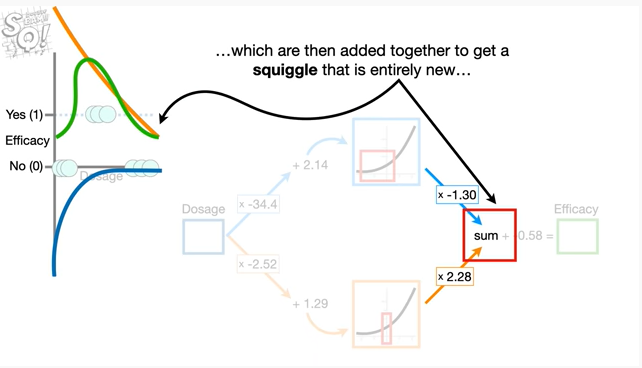 SQ!
…which are then added together to get a
squiggle that is entirely new…
Yes (1)
Efficacy
No (0)
Dosage
+ 2.14
x -1.30
Dosage
x -34.4
Efficacy
sum + 0.58 =
x -2.52
x 2.28
+ 1.29